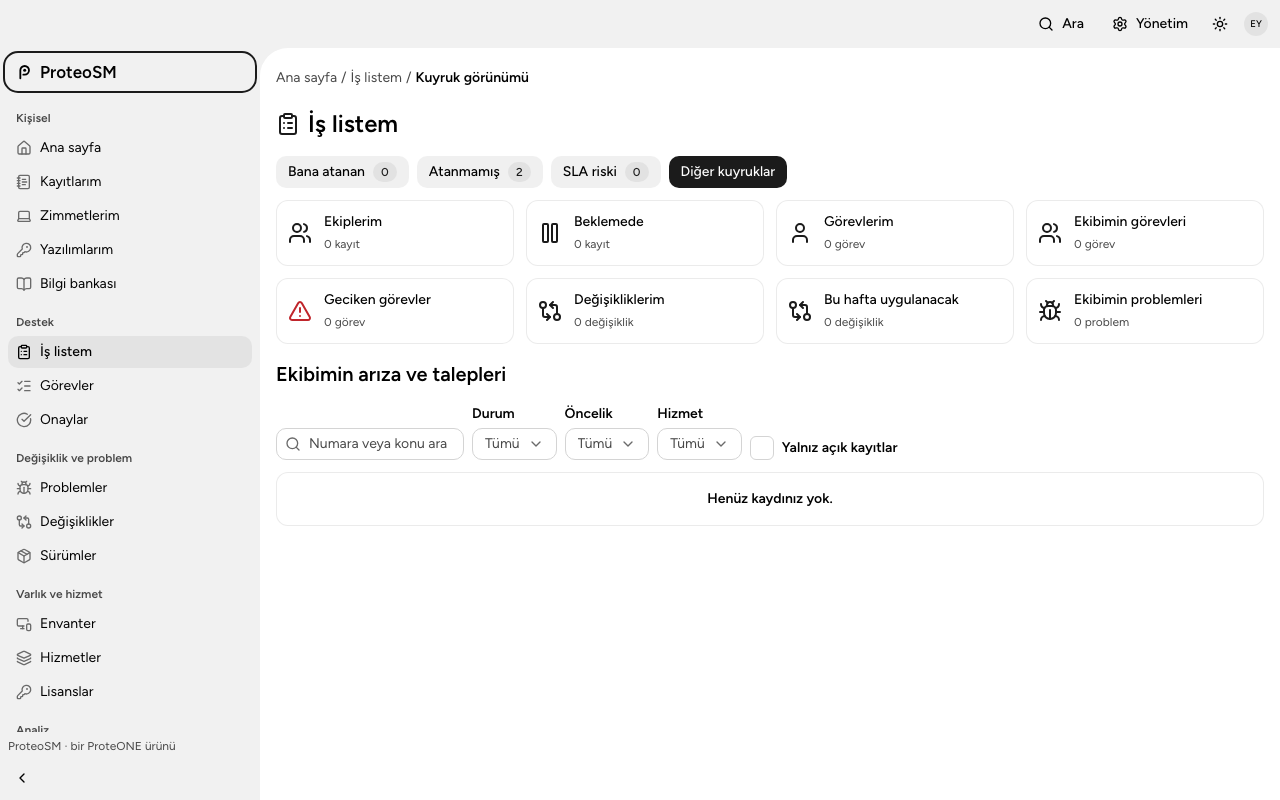 Ara
Yönetim
EY
ProteoSM
Kişisel
Ana sayfa
Kayıtlarım
Zimmetlerim
Yazılımlarım
Bilgi bankası
Destek
İş listem
Görevler
Onaylar
Değişiklik ve problem
Problemler
Değişiklikler
Sürümler
Varlık ve hizmet
Envanter
Hizmetler
Lisanslar
Analiz
ProteoSM · bir ProteONE ürünü
Ana sayfa / İş listem / Kuyruk görünümü
İş listem
Bana atanan 0
Atanmamış 2
SLA riski 0
Diğer kuyruklar
Ekiplerim
0 kayıt
Beklemede
0 kayıt
Görevlerim
0 görev
Ekibimin görevleri
0 görev
Geciken görevler
0 görev
Değişikliklerim
0 değişiklik
Bu hafta uygulanacak
0 değişiklik
Ekibimin problemleri
0 problem
Ekibimin arıza ve talepleri
Numara veya konu ara
Durum
Tümü
Öncelik
Tümü
Hizmet
Tümü
Yalnız açık kayıtlar
Henüz kaydınız yok.